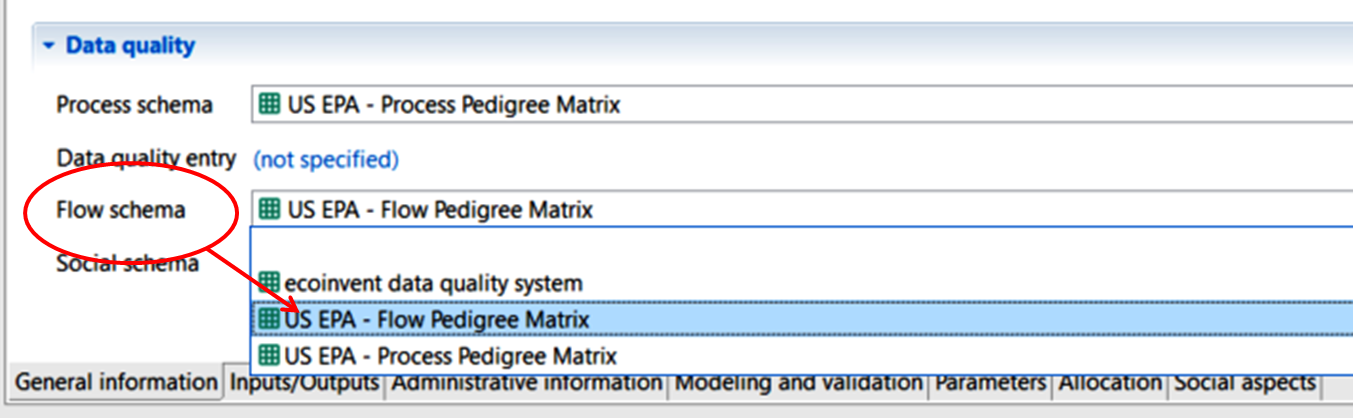 Data quality
Process schema US EPA - Process Pedigree Matrix
Data quality entry (not specified)
Flow schema US EPA - Flow Pedigree Matrix
Social schema
ecoinvent data quality system
US EPA - Flow Pedigree Matrix
US EPA - Process Pedigree Matrix
General information Inputs/Outputs Administrative information Modeling and validation Parameters Allocation Social aspects